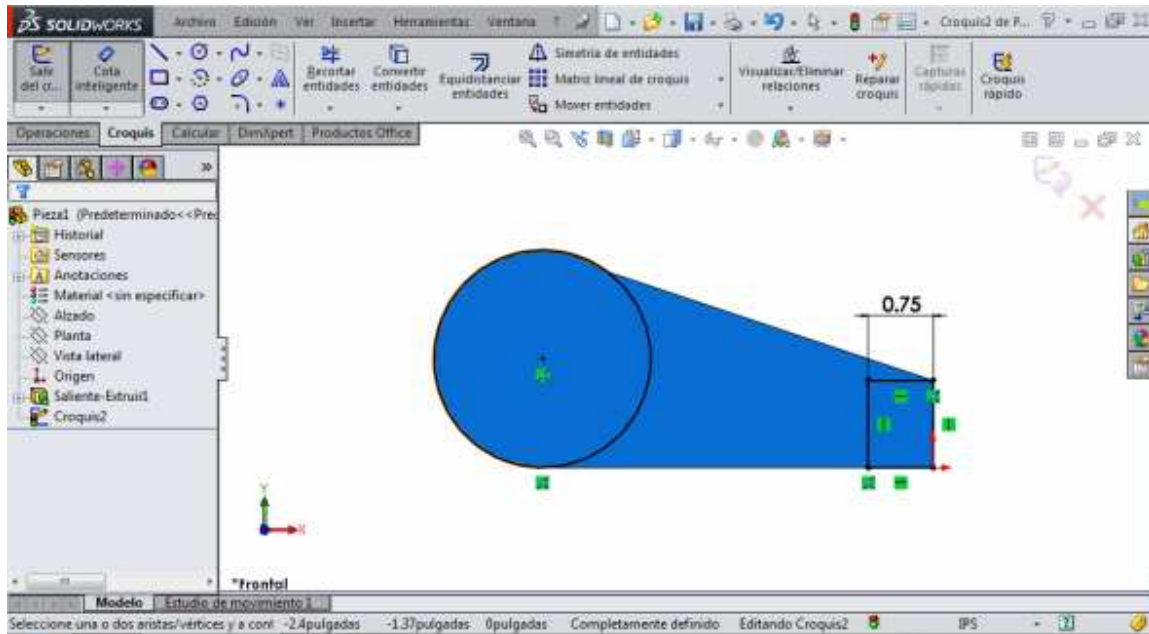 SOLIDWORKS
Archivo Edición Ver Insertar Herramientas Ventana ?
Croquis2 de P...
Salir del cr...
Cota inteligente
Recortar entidades
Convertir entidades
Equidistanciar entidades
Simetría de entidades
Matriz lineal de croquis
Mover entidades
Visualizar/Eliminar relaciones
Reparar croquis
Capturas rápidas
Croquis rápido
Operaciones Croquis Calcular DimXpert Productos Office
Pieza1 (Predeterminado<<Pred
Historial
Sensores
Anotaciones
Material <sin especificar>
Alzado
Planta
Vista lateral
Origen
Saliente-Extruir1
Croquis2
0.75
Y
X
*Frontal
Modelo Estudio de movimiento 1
Seleccione una o dos aristas/vértices y a cont -2.4pulgadas -1.37pulgadas 0pulgadas Completamente definido Editando Croquis2 IPS